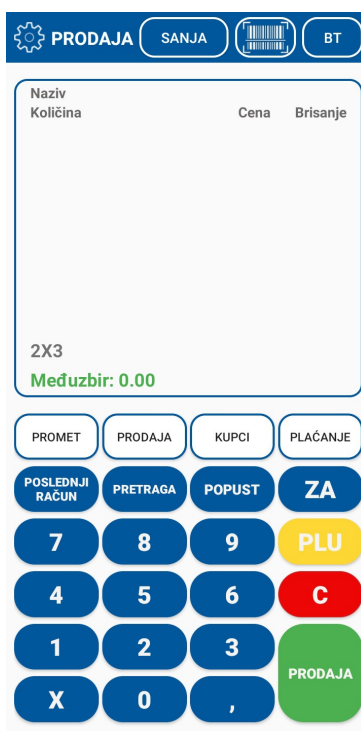 PRODAJA SANJA BT
Naziv
Količina Cena Brisanje
2X3
Međuzbir: 0.00
PROMET PRODAJA KUPCI PLAĆANJE
POSLEDNJI
RAČUN PRETRAGA POPUST ZA
7 8 9 PLU
4 5 6 C
1 2 3
PRODAJA
X 0 ,